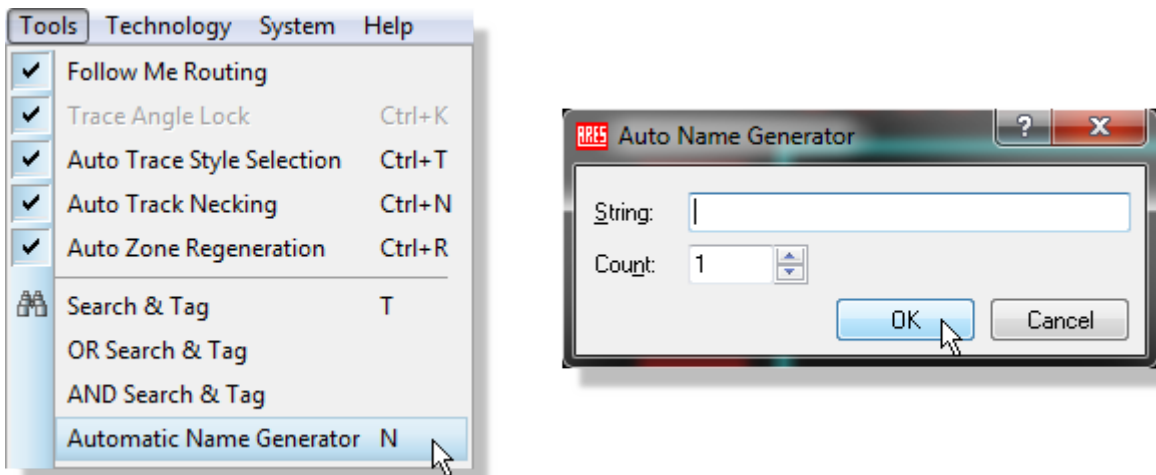 Tools Technology System Help
Follow Me Routing
Trace Angle Lock Ctrl+K
Auto Trace Style Selection Ctrl+T
Auto Track Necking Ctrl+N
Auto Zone Regeneration Ctrl+R
Search & Tag T
OR Search & Tag
AND Search & Tag
Automatic Name Generator N
ARES Auto Name Generator ? X
String:
Count: 1
OK Cancel